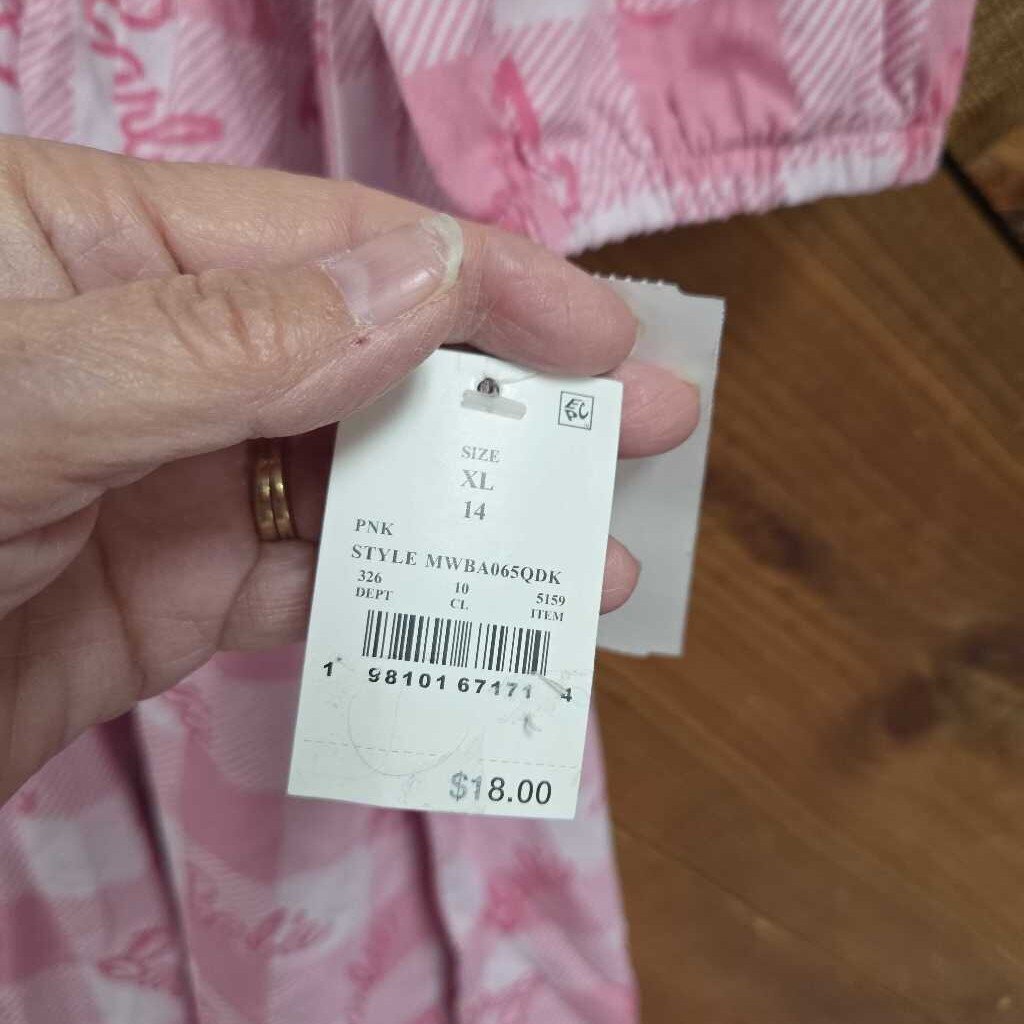 SIZE
XL
14
PNK
STYLE MWBA065QDK
326 10 5159
DEPT CL ITEM
1 98101 67171 4
$18.00